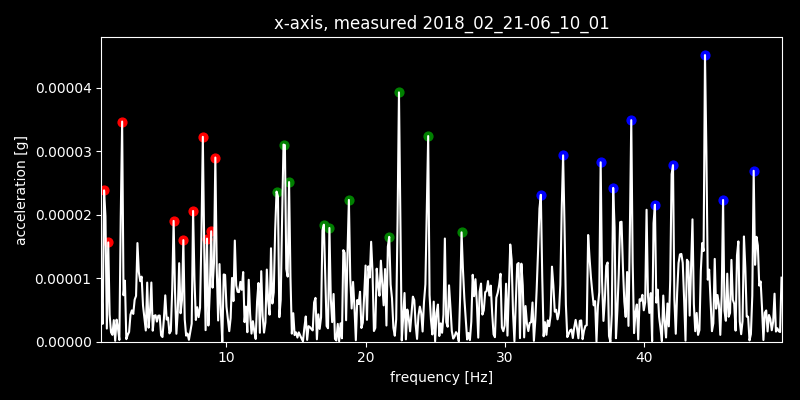 x-axis, measured 2018_02_21-06_10_01
0.00004
0.00003
0.00002
0.00001
0.00000
acceleration [g]
10 20 30 40
frequency [Hz]